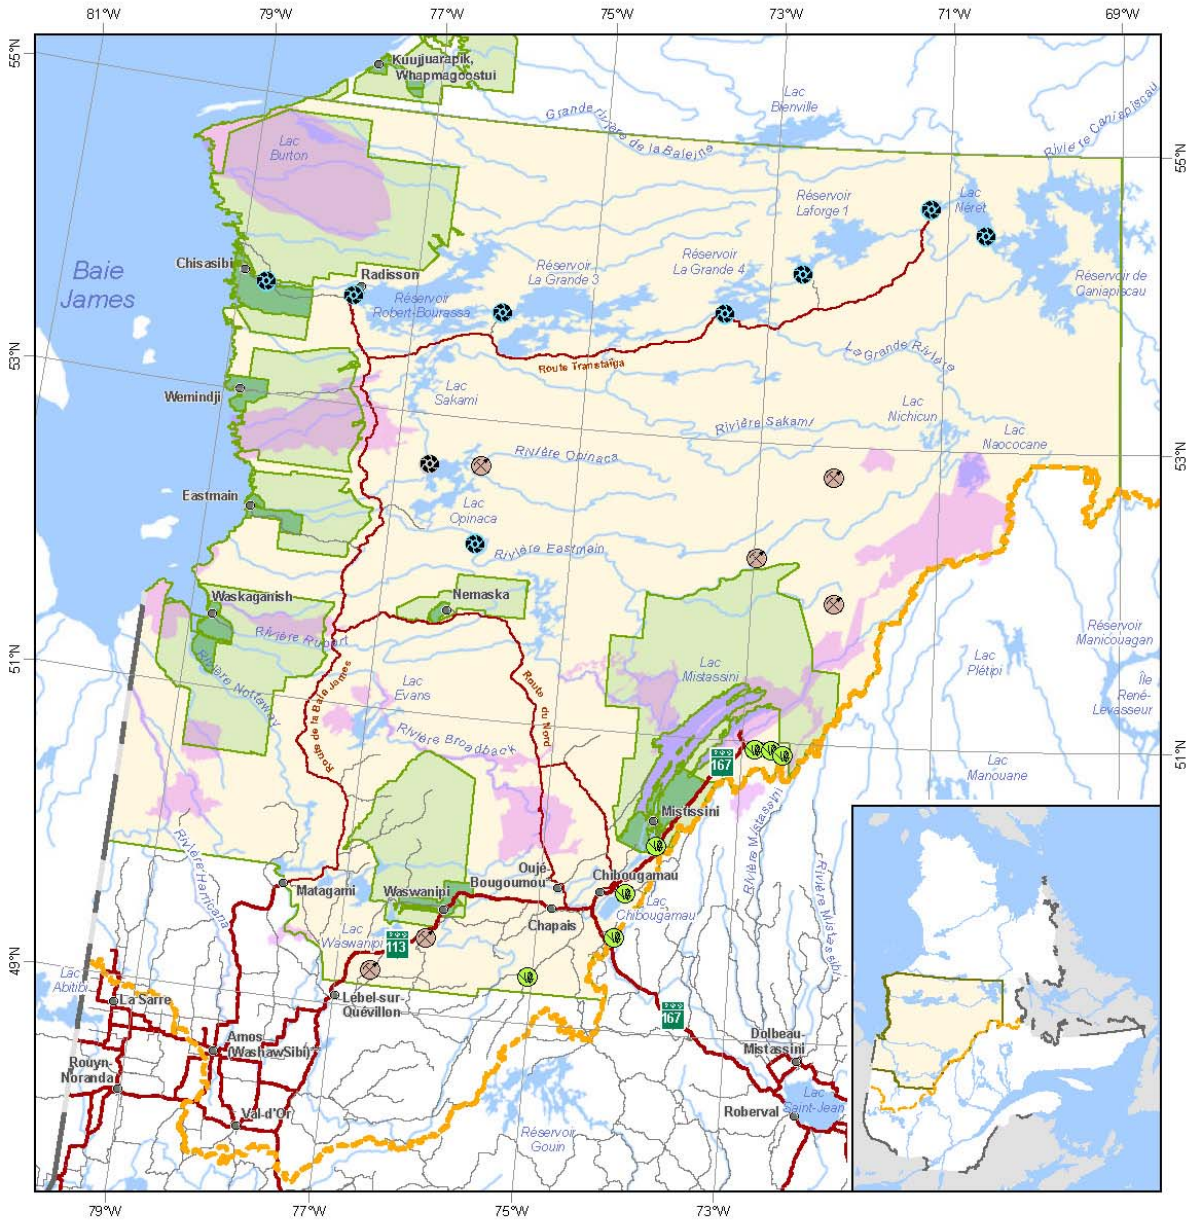 81°W
79°W
77°W
75°W
73°W
71°W
69°W
55°N
Kuujjuarapik,
Whapmagoostui
Lac
Bienville
Grande rivière de la Baleine
Rivière Caniapiscau
Lac
Burton
55°N
Réservoir
Laforge 1
Lac
Néret
Baie
James
Chisasibi
Radisson
Réservoir
Robert-Bourassa
Réservoir
La Grande 3
Réservoir
La Grande 4
Réservoir de
Caniapiscau
53°N
Route Transtaïga
La Grande Rivière
Wemindji
Lac
Sakami
Rivière Sakami
Lac
Nichicun
Lac
Naococane
53°N
Rivière Opinaca
Eastmain
Lac
Opinaca
Rivière Eastmain
Waskaganish
Nemaska
Rivière Rupert
Rivière Nottaway
51°N
Lac
Evans
Route de la Baie James
Route du Nord
Rivière Broadback
Lac
Mistassini
Réservoir
Manicouagan
Lac
Plétipi
Île
René-
Levasseur
51°N
167
Lac
Manouane
Mistissini
Rivière Mistassini
Rivière Mistassibi
Rivière Harricana
Matagami
Waswanipi
Oujé-
Bougoumou
Chibougamau
Lac
Chibougamau
Chapais
Lac
Waswanipi
113
49°N
Lac
Abitibi
La Sarre
Lebel-sur-
Quévillon
167
Amos
(WashawSibi)*
Rouyn-
Noranda
Val-d'Or
Dolbeau-
Mistassini
Lac
Saint-Jean
Roberval
Réservoir
Gouin
79°W
77°W
75°W
73°W